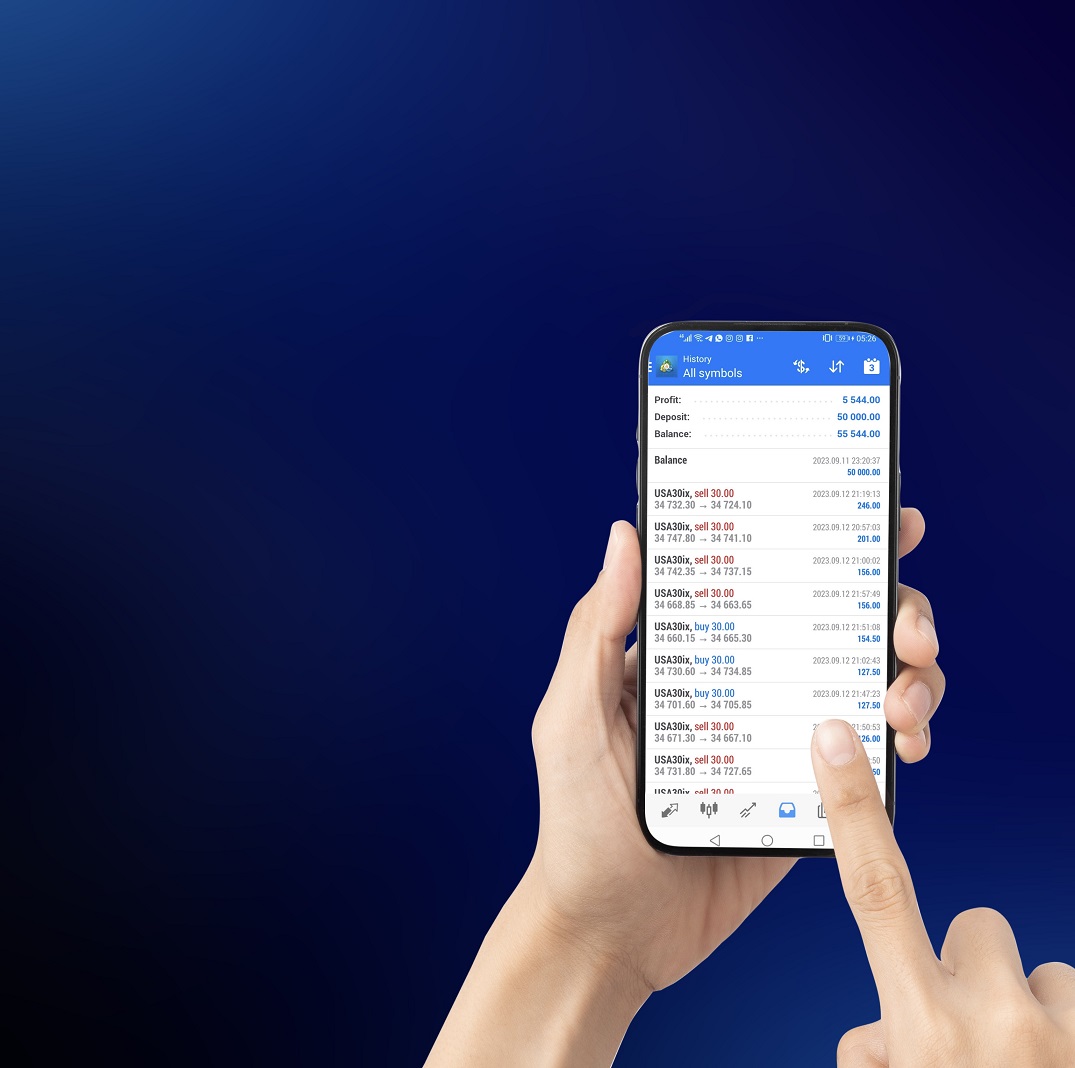 05:26
History
3
All symbols
Profit: 5 544.00
Deposit: 50 000.00
Balance: 55 544.00
Balance 2023.09.11 23:20:37
50 000.00
USA30ix, sell 30.00 2023.09.12 21:19:13
34 732.30 → 34 724.10 246.00
USA30ix, sell 30.00 2023.09.12 20:57:03
34 747.80 → 34 741.10 201.00
USA30ix, sell 30.00 2023.09.12 21:00:02
34 742.35 → 34 737.15 156.00
USA30ix, sell 30.00 2023.09.12 21:57:49
34 668.85 → 34 663.65 156.00
USA30ix, buy 30.00 2023.09.12 21:51:08
34 660.15 → 34 665.30 154.50
USA30ix, buy 30.00 2023.09.12 21:02:43
34 730.60 → 34 734.85 127.50
USA30ix, buy 30.00 2023.09.12 21:47:23
34 701.60 → 34 705.85 127.50
USA30ix, sell 30.00 21:50:53
34 671.30 → 34 667.10 126.00
USA30ix, sell 30.00 :50
34 731.80 → 34 727.65 50
USA30ix, sell 30.00